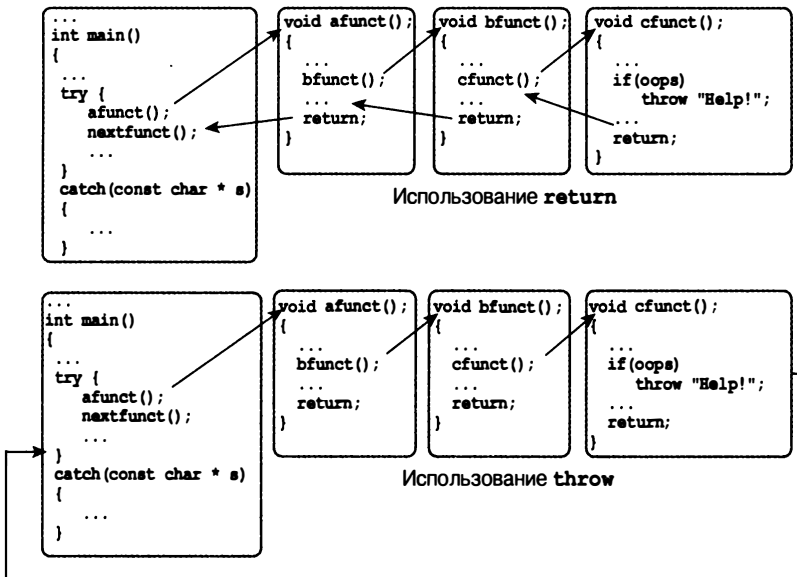 ...
int main()
{
...
try {
afunct();
nextfunct();
...
}
catch(const char * s)
{
...
}
void afunct();
{
...
bfunct();
...
return;
}
void bfunct();
{
...
cfunct();
...
return;
}
void cfunct();
{
...
if(oops)
throw "Help!";
...
return;
}
Использование return
...
int main()
{
...
try {
afunct();
nextfunct();
...
}
catch(const char * s)
{
...
}
void afunct();
{
...
bfunct();
...
return;
}
void bfunct();
{
...
cfunct();
...
return;
}
void cfunct();
{
...
if(oops)
throw "Help!";
...
return;
}
Использование throw